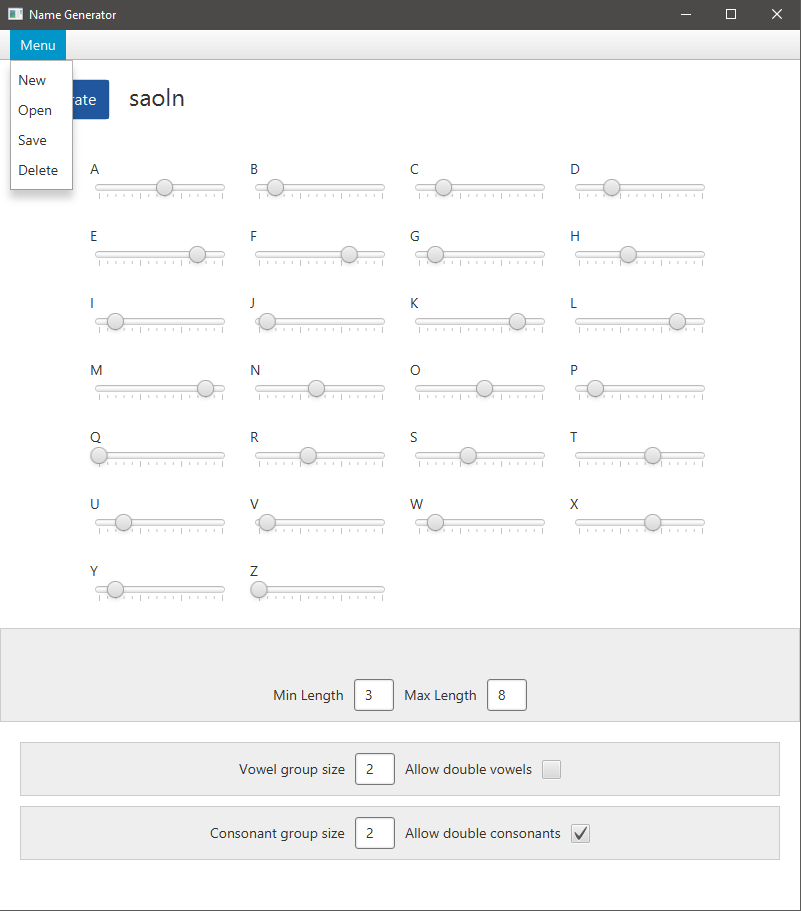 Name Generator
Menu
New
Open
Save
Delete
rate saoln
A B C D
E F G H
I J K L
M N O P
Q R S T
U V W X
Y Z
Min Length 3 Max Length 8
Vowel group size 2 Allow double vowels
Consonant group size 2 Allow double consonants